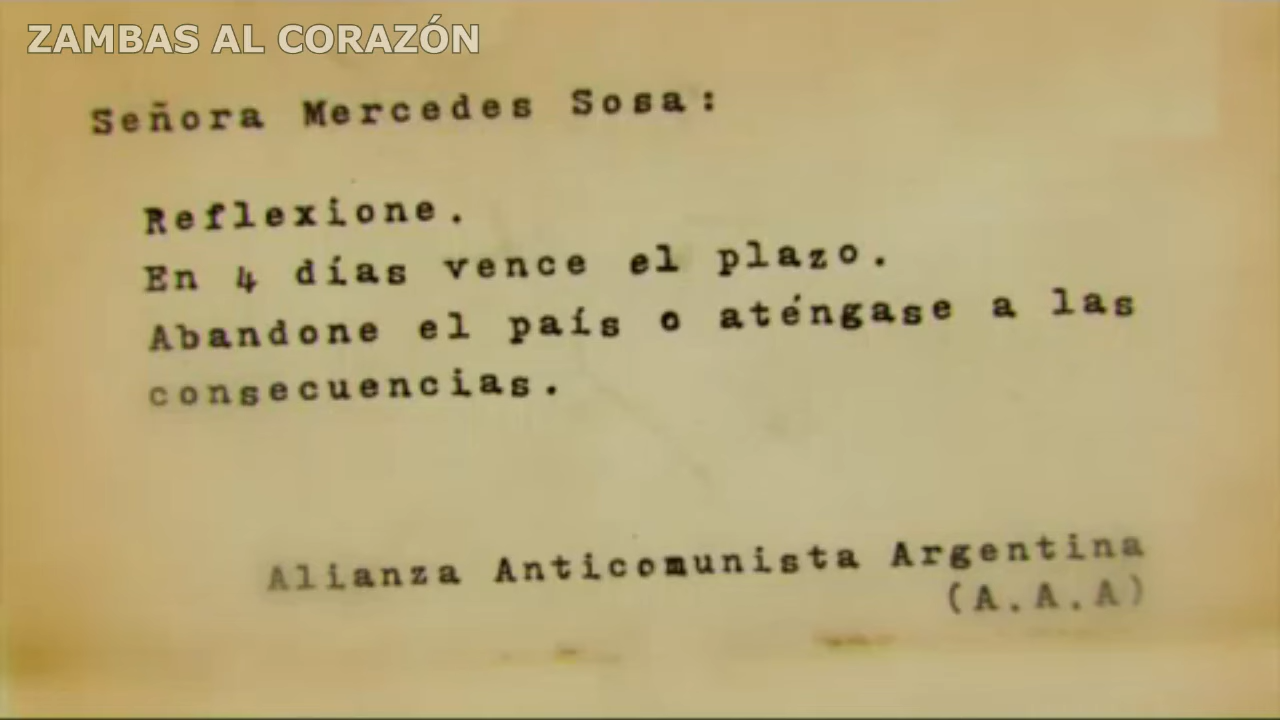 ZAMBAS AL CORAZÓN
Señora Mercedes Sosa:
Reflexione.
En 4 días vence el plazo.
Abandone el país o aténgase a las
consecuencias.
Alianza Anticomunista Argentina
(A.A.A)